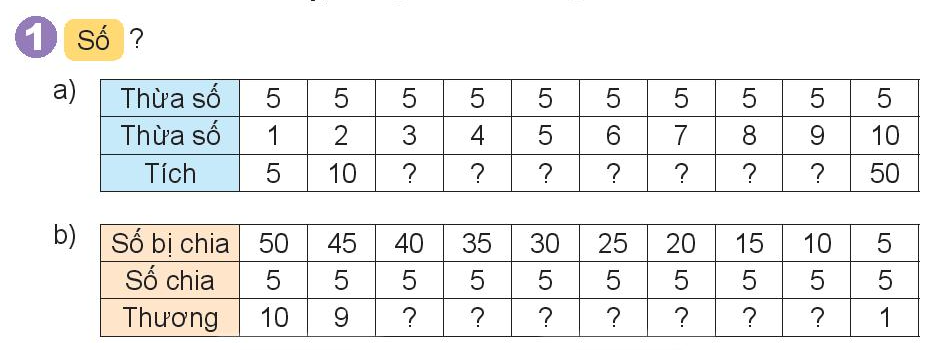 1 Số ?
a)
Thừa số 5 5 5 5 5 5 5 5 5 5
Thừa số 1 2 3 4 5 6 7 8 9 10
Tích 5 10 ? ? ? ? ? ? ? 50
b)
Số bị chia 50 45 40 35 30 25 20 15 10 5
Số chia 5 5 5 5 5 5 5 5 5 5
Thương 10 9 ? ? ? ? ? ? ? 1